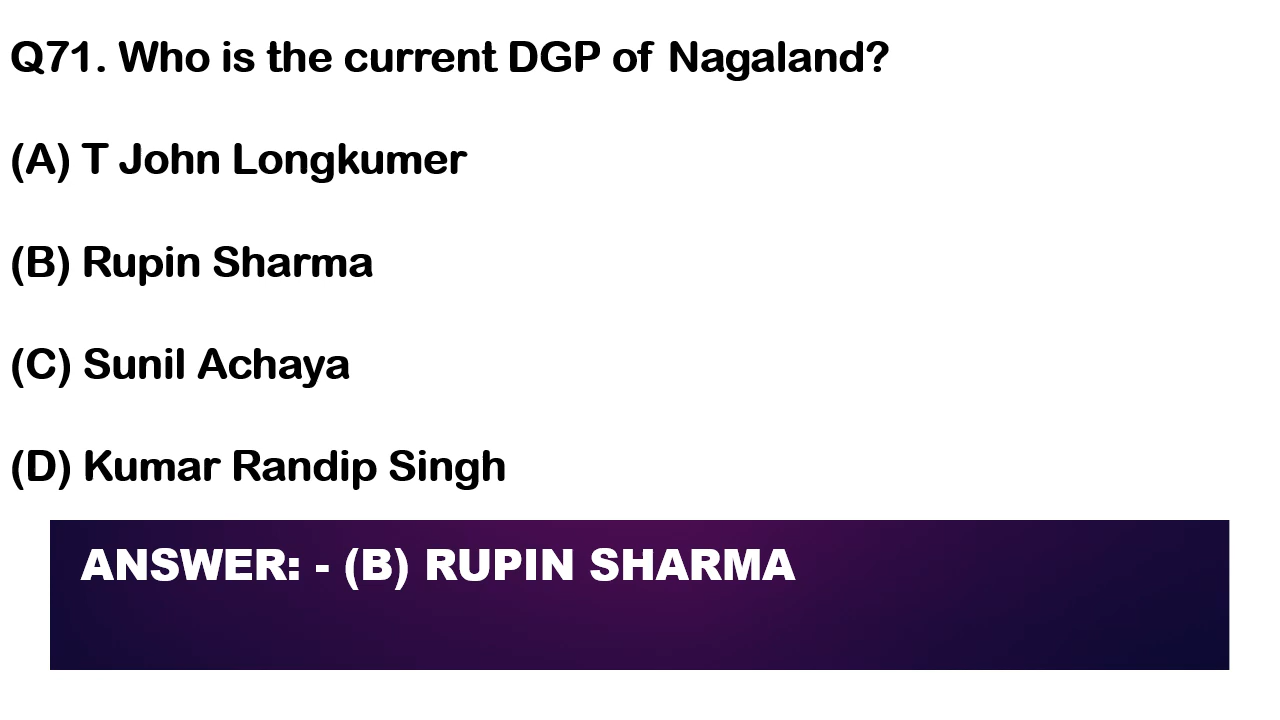 Q71. Who is the current DGP of Nagaland?
(A) T John Longkumer
(B) Rupin Sharma
(C) Sunil Achaya
(D) Kumar Randip Singh
ANSWER: - (B) RUPIN SHARMA